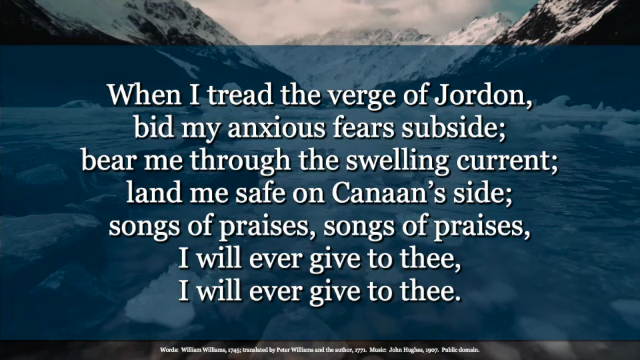 When I tread the verge of Jordon,
bid my anxious fears subside;
bear me through the swelling current;
land me safe on Canaan’s side;
songs of praises, songs of praises,
I will ever give to thee,
I will ever give to thee.
Words: William Williams, 1745; translated by Peter Williams and the author, 1771. Music: John Hughes, 1907. Public domain.